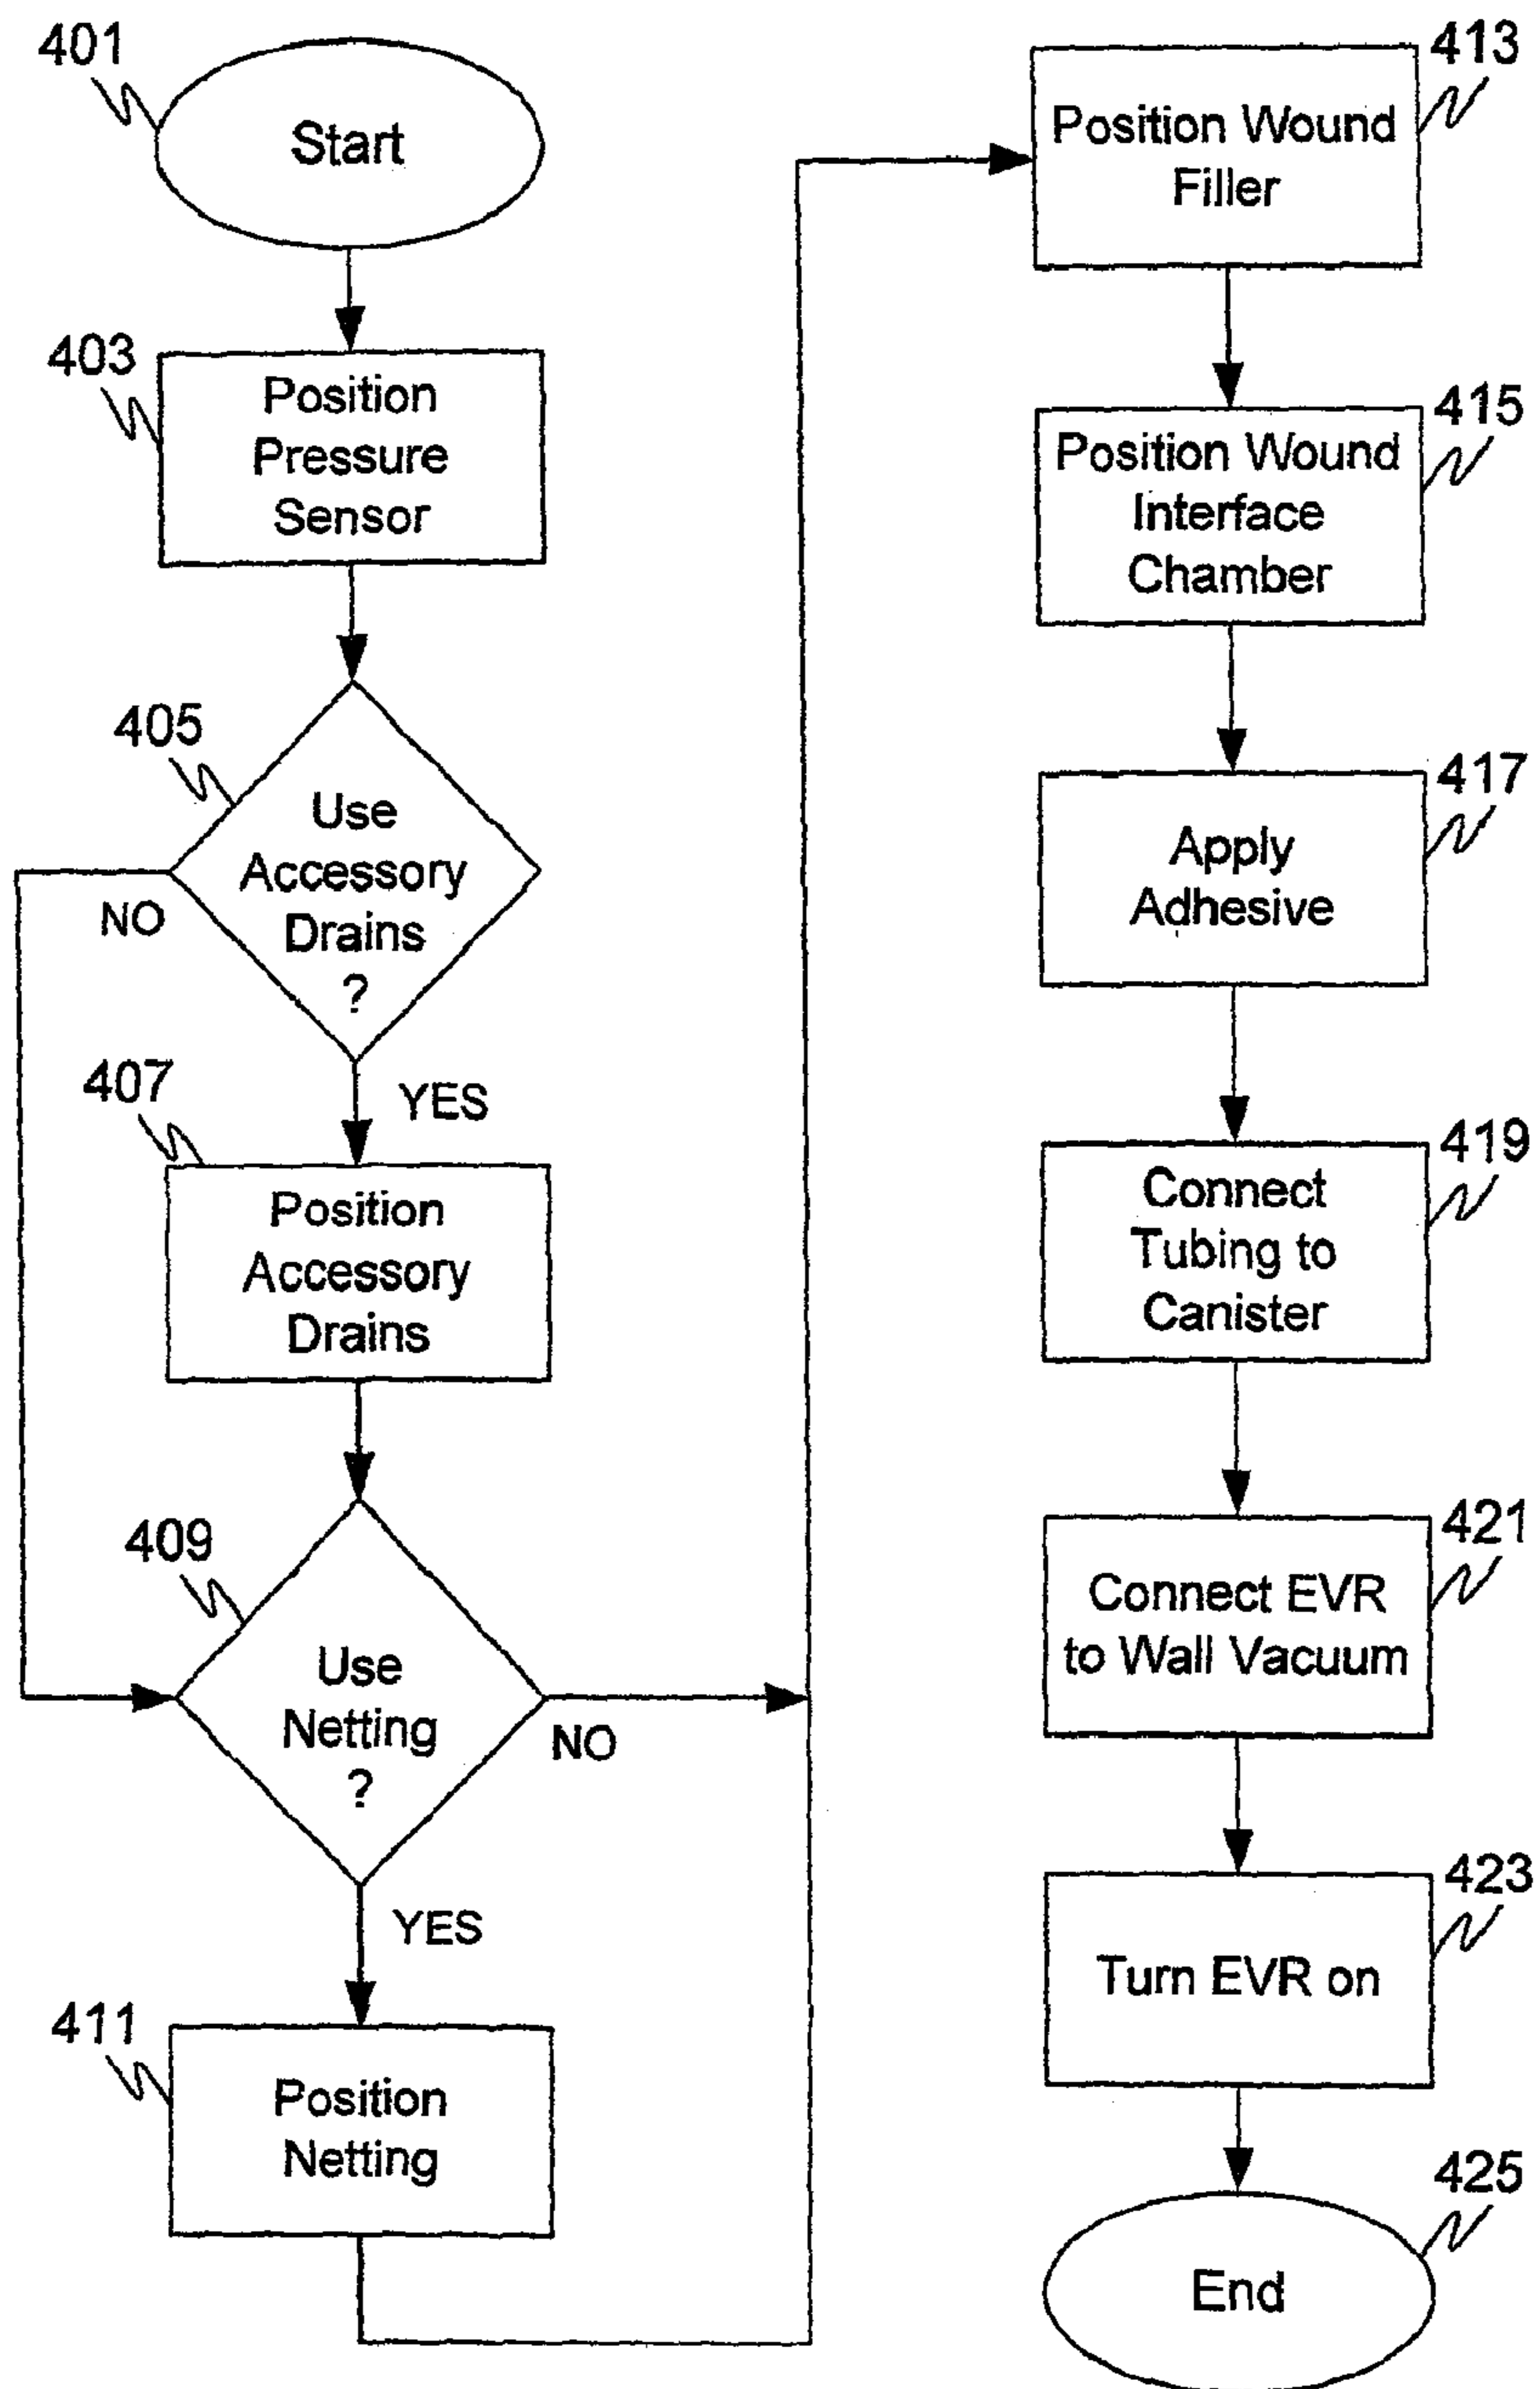 401
Start
403
Position
Pressure
Sensor
405
Use
Accessory
Drains
?
NO
YES
407
Position
Accessory
Drains
409
Use
Netting
?
NO
YES
411
Position
Netting
413
Position Wound
Filler
415
Position Wound
Interface
Chamber
417
Apply
Adhesive
419
Connect
Tubing to
Canister
421
Connect EVR
to Wall Vacuum
423
Turn EVR on
425
End